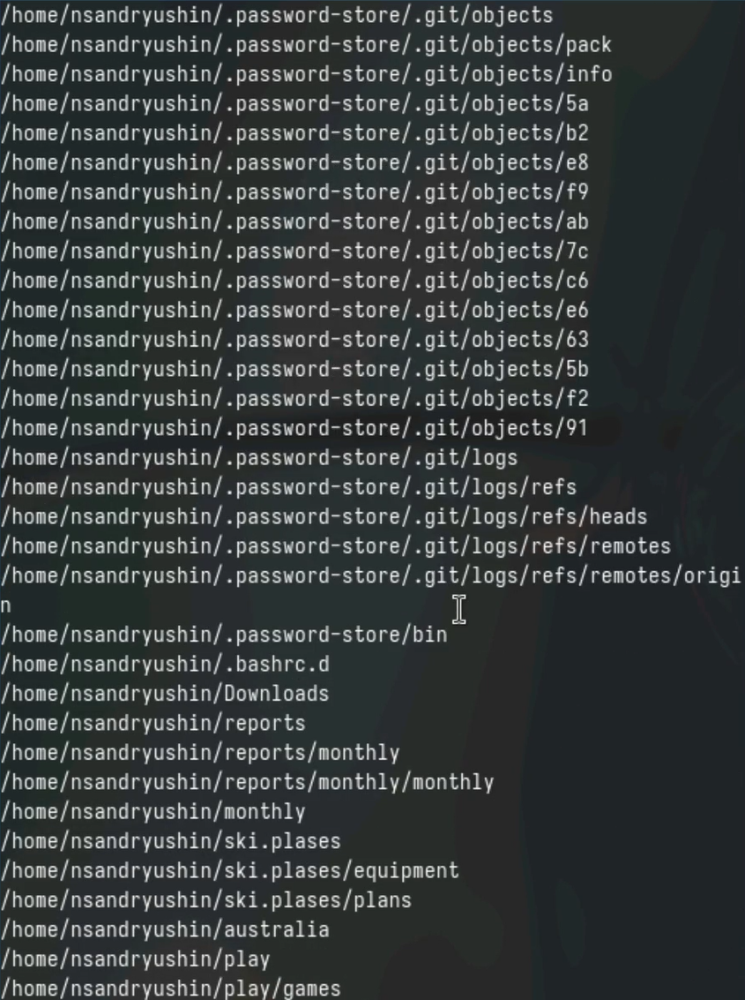 /home/nsandryushin/.password-store/.git/objects
/home/nsandryushin/.password-store/.git/objects/pack
/home/nsandryushin/.password-store/.git/objects/info
/home/nsandryushin/.password-store/.git/objects/5a
/home/nsandryushin/.password-store/.git/objects/b2
/home/nsandryushin/.password-store/.git/objects/e8
/home/nsandryushin/.password-store/.git/objects/f9
/home/nsandryushin/.password-store/.git/objects/ab
/home/nsandryushin/.password-store/.git/objects/7c
/home/nsandryushin/.password-store/.git/objects/c6
/home/nsandryushin/.password-store/.git/objects/e6
/home/nsandryushin/.password-store/.git/objects/63
/home/nsandryushin/.password-store/.git/objects/5b
/home/nsandryushin/.password-store/.git/objects/f2
/home/nsandryushin/.password-store/.git/objects/91
/home/nsandryushin/.password-store/.git/logs
/home/nsandryushin/.password-store/.git/logs/refs
/home/nsandryushin/.password-store/.git/logs/refs/heads
/home/nsandryushin/.password-store/.git/logs/refs/remotes
/home/nsandryushin/.password-store/.git/logs/refs/remotes/origi
n
/home/nsandryushin/.password-store/bin
/home/nsandryushin/.bashrc.d
/home/nsandryushin/Downloads
/home/nsandryushin/reports
/home/nsandryushin/reports/monthly
/home/nsandryushin/reports/monthly/monthly
/home/nsandryushin/monthly
/home/nsandryushin/ski.plases
/home/nsandryushin/ski.plases/equipment
/home/nsandryushin/ski.plases/plans
/home/nsandryushin/australia
/home/nsandryushin/play
/home/nsandryushin/play/games